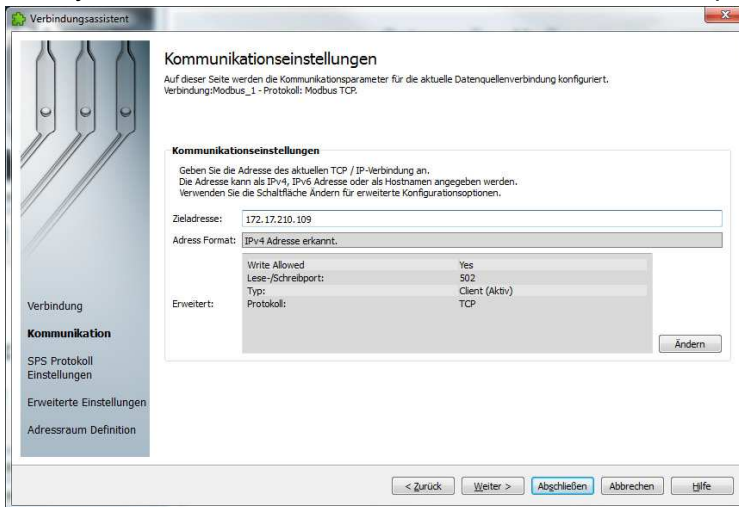 Verbindungsassistent
Kommunikationseinstellungen
Auf dieser Seite werden die Kommunikationsparameter für die aktuelle Datenquellenverbindung konfiguriert.
Verbindung:Modbus_1 - Protokoll: Modbus TCP.
Kommunikationseinstellungen
Geben Sie die Adresse des aktuellen TCP / IP-Verbindung an.
Die Adresse kann als IPv4, IPv6 Adresse oder als Hostnamen angegeben werden.
Verwenden Sie die Schaltfläche Ändern für erweiterte Konfigurationsoptionen.
Zieladresse: 172.17.210.109
Adress Format: IPv4 Adresse erkannt.
Erweitert:
Write Allowed Yes
Lese-/Schreibport: 502
Typ: Client (Aktiv)
Protokoll: TCP
Ändern
Verbindung
Kommunikation
SPS Protokoll
Einstellungen
Erweiterte Einstellungen
Adressraum Definition
< Zurück Weiter > Abschließen Abbrechen Hilfe